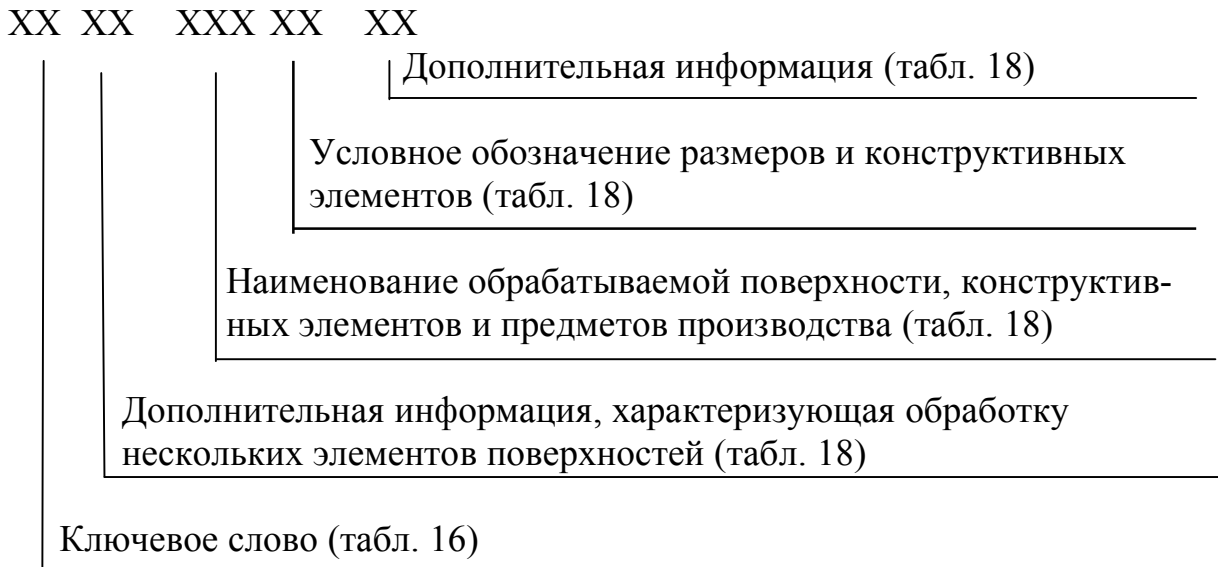 XX XX XXX XX XX
Дополнительная информация (табл. 18)
Условное обозначение размеров и конструктивных
элементов (табл. 18)
Наименование обрабатываемой поверхности, конструктив-
ных элементов и предметов производства (табл. 18)
Дополнительная информация, характеризующая обработку
нескольких элементов поверхностей (табл. 18)
Ключевое слово (табл. 16)